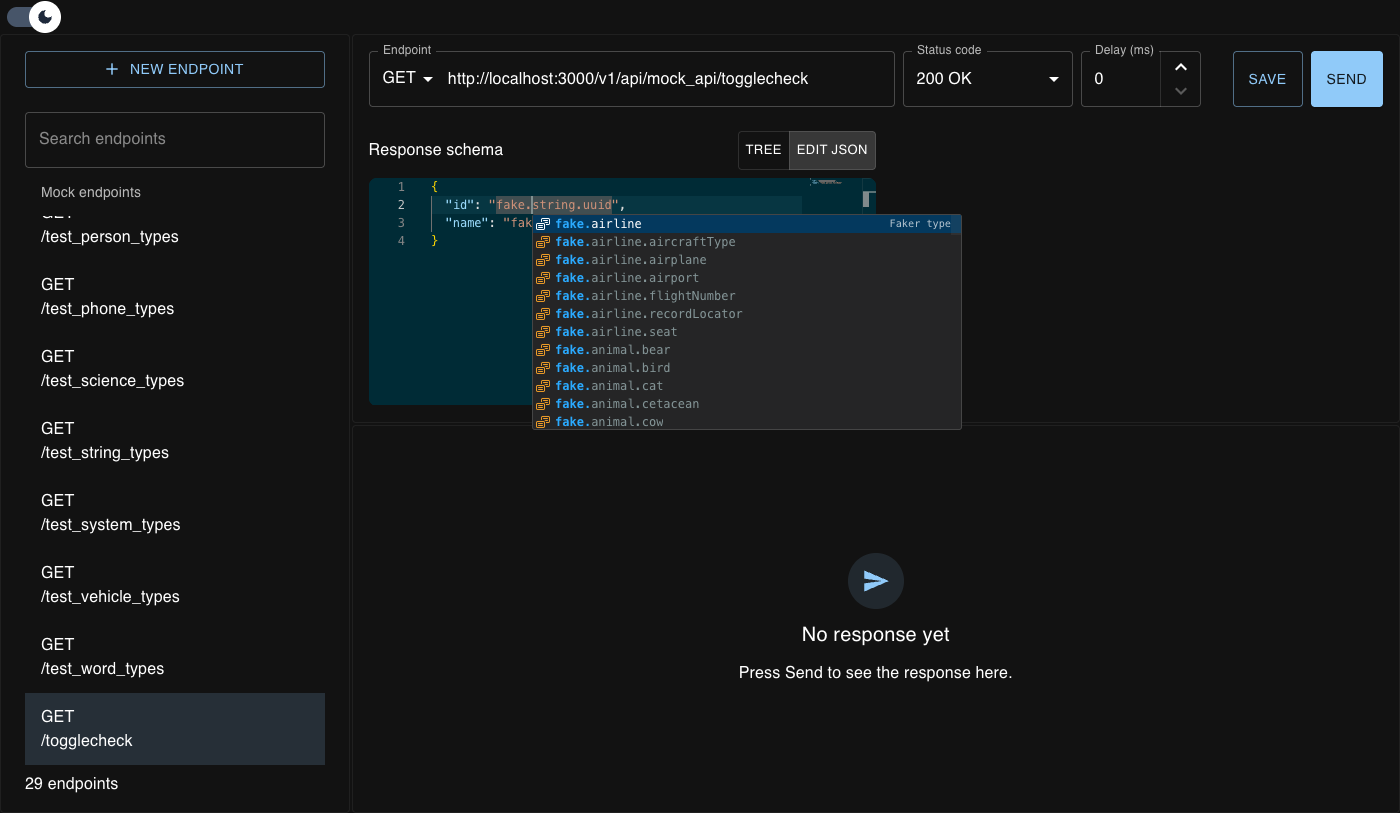 NEW ENDPOINT
Search endpoints
Mock endpoints
/test_person_types
GET
/test_phone_types
GET
/test_science_types
GET
/test_string_types
GET
/test_system_types
GET
/test_vehicle_types
GET
/test_word_types
GET
/togglecheck
29 endpoints
Endpoint
GET http://localhost:3000/v1/api/mock_api/togglecheck
Status code
200 OK
Delay (ms)
0
SAVE
SEND
Response schema
TREE
EDIT JSON
1 {
2 "id": "fake.string.uuid",
3 "name": "fak
4 }
fake.airline Faker type
fake.airline.aircraftType
fake.airline.airplane
fake.airline.airport
fake.airline.flightNumber
fake.airline.recordLocator
fake.airline.seat
fake.animal.bear
fake.animal.bird
fake.animal.cat
fake.animal.cetacean
fake.animal.cow
No response yet
Press Send to see the response here.